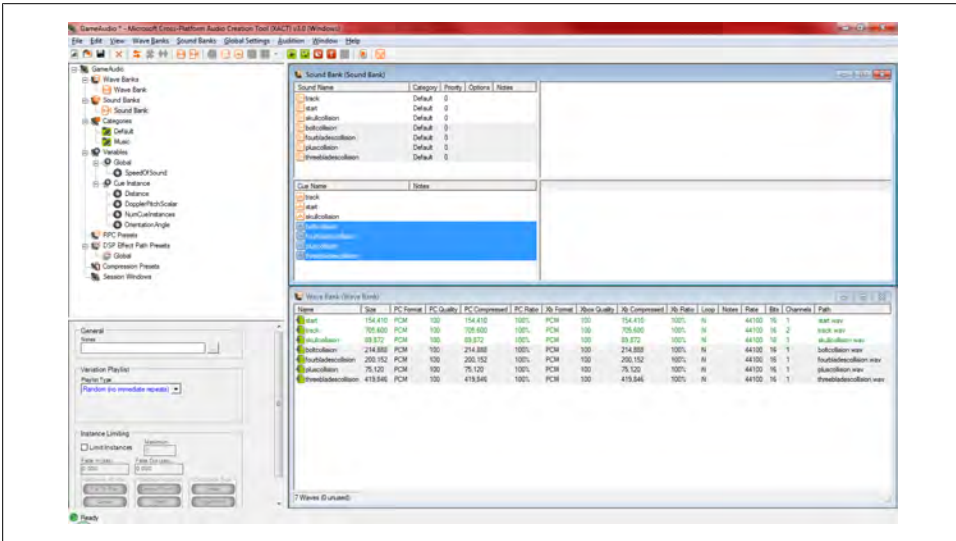 GameAudio * - Microsoft Cross-Platform Audio Creation Tool (XACT) v3.0 (Windows)
File Edit View Wave Banks Sound Banks Global Settings Audition Window Help
GameAudio
Wave Banks
Wave Bank
Sound Banks
Sound Bank
Categories
Default
Music
Variables
Global
SpeedOfSound
Cue Instance
Distance
DopplerPitchScalar
NumCueInstances
OrientationAngle
RPC Presets
DSP Effect Path Presets
Global
Compression Presets
Session Windows
Sound Bank (Sound Bank)
Sound Name Category Priority Options Notes
track Default 0
start Default 0
skullcollision Default 0
boltcollision Default 0
fourbladescollision Default 0
pluscollision Default 0
threebladescollision Default 0
Cue Name Notes
track
start
skullcollision
boltcollision
fourbladescollision
pluscollision
threebladescollision
Wave Bank (Wave Bank)
Name Size PC Format PC Quality PC Compressed PC Ratio Xb Format Xbox Quality Xb Compressed Xb Ratio Loop Notes Rate Bits Channels Path
start 154,410 PCM 100 154,410 100% PCM 100 154,410 100% N 44100 16 1 start.wav
track 705,600 PCM 100 705,600 100% PCM 100 705,600 100% N 44100 16 2 track.wav
skullcollision 89,872 PCM 100 89,872 100% PCM 100 89,872 100% N 44100 16 1 skullcollision.wav
boltcollision 214,888 PCM 100 214,888 100% PCM 100 214,888 100% N 44100 16 1 boltcollision.wav
fourbladescollision 200,152 PCM 100 200,152 100% PCM 100 200,152 100% N 44100 16 1 fourbladescollision.wav
pluscollision 75,120 PCM 100 75,120 100% PCM 100 75,120 100% N 44100 16 1 pluscollision.wav
threebladescollision 419,846 PCM 100 419,846 100% PCM 100 419,846 100% N 44100 16 1 threebladescollision.wav
7 Waves (0 unused)
General
Name
Variation Playlist
Playlist Type
Random (no immediate repeats)
Instance Limiting
Limit Instances
Maximum
0.000 0.000
Ready